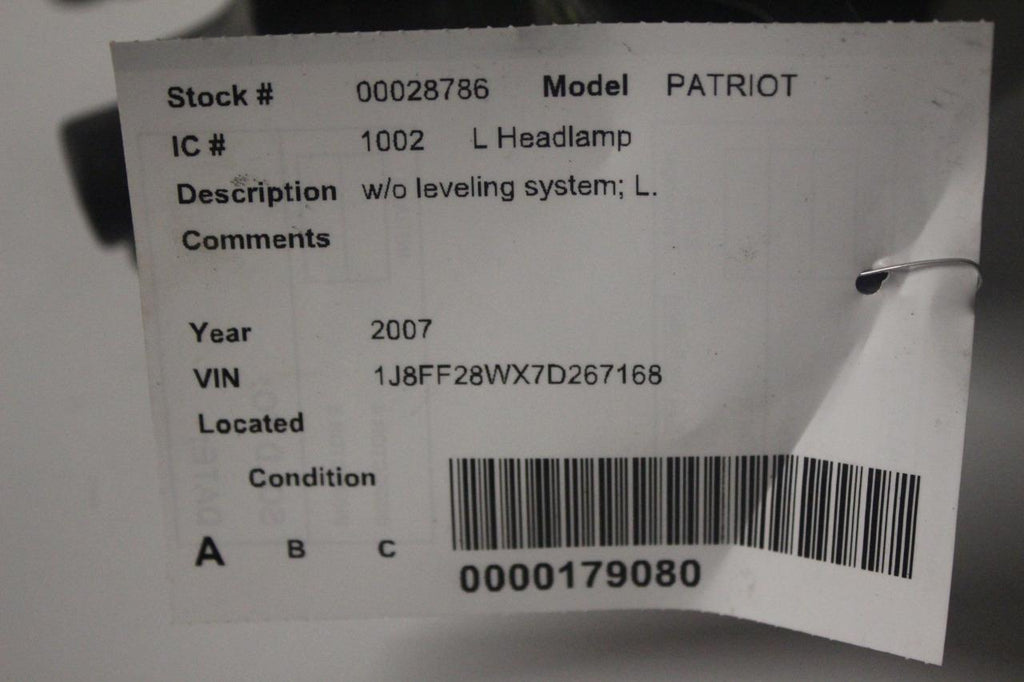 Stock # 00028786 Model PATRIOT
IC # 1002 L Headlamp
Description w/o leveling system; L.
Comments
Year 2007
VIN 1J8FF28WX7D267168
Located
Condition
A B C
0000179080